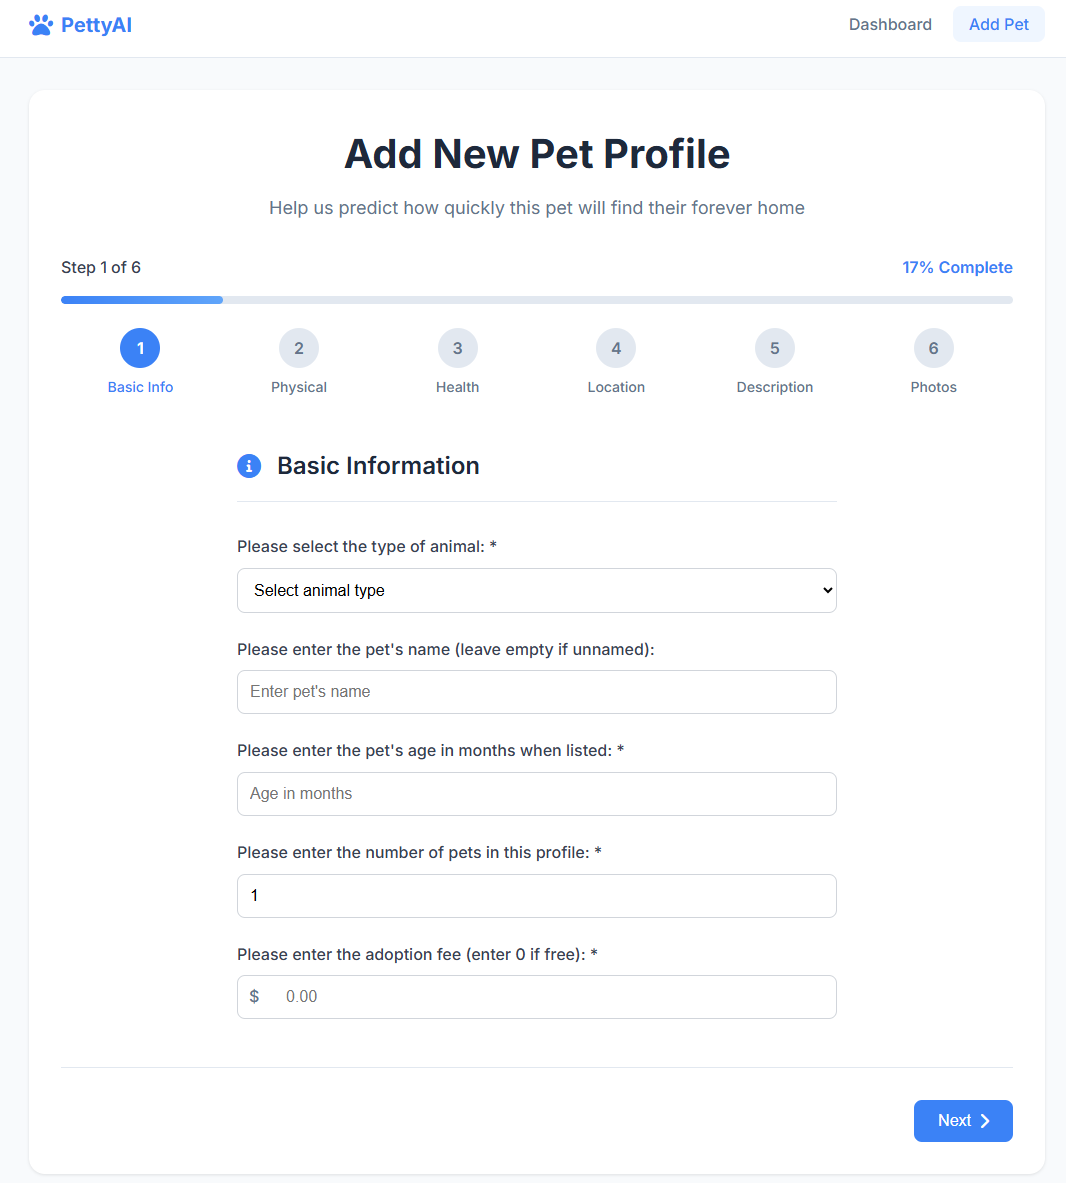 PettyAI
Dashboard
Add Pet
Add New Pet Profile
Help us predict how quickly this pet will find their forever home
Step 1 of 6
17% Complete
1
2
3
4
5
6
Basic Info
Physical
Health
Location
Description
Photos
Basic Information
Please select the type of animal: *
Select animal type
Please enter the pet's name (leave empty if unnamed):
Enter pet's name
Please enter the pet's age in months when listed: *
Age in months
Please enter the number of pets in this profile: *
1
Please enter the adoption fee (enter 0 if free): *
$ 0.00
Next